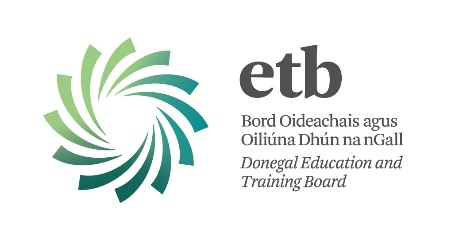 etb
Bord Oideachais agus
Oiliúna Dhún na nGall
Donegal Education and
Training Board